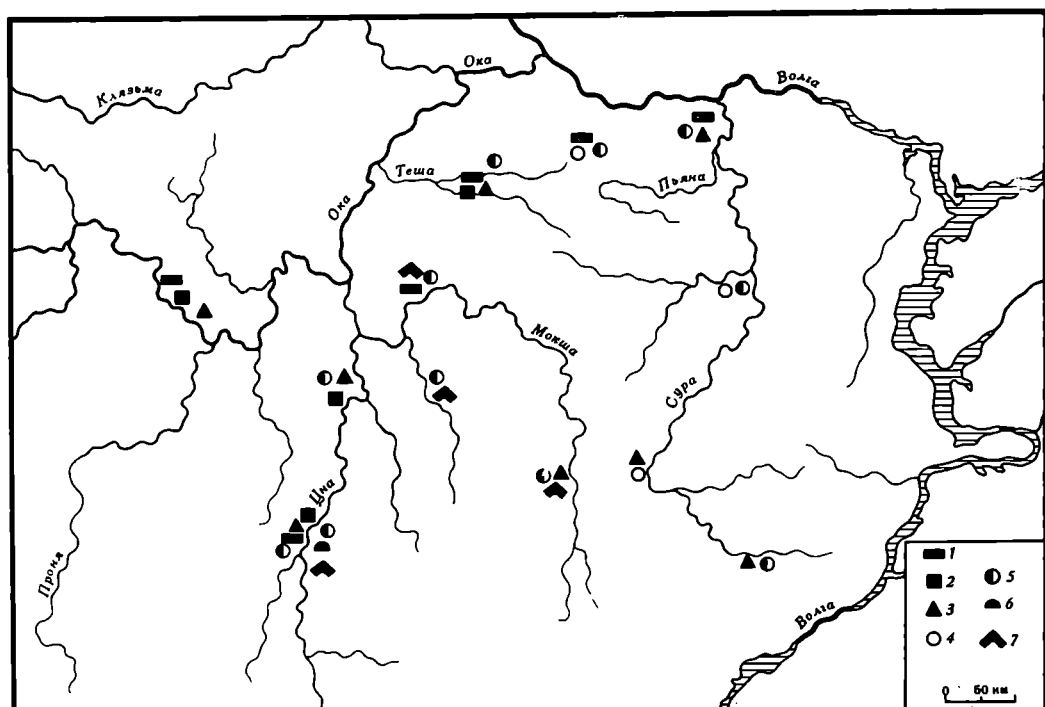 Ока
Волга
Клязьма
Теша
Пьяна
Ока
Мокша
Сура
Цна
Проня
Волга
1
2
3
4
5
6
7
0 50 км